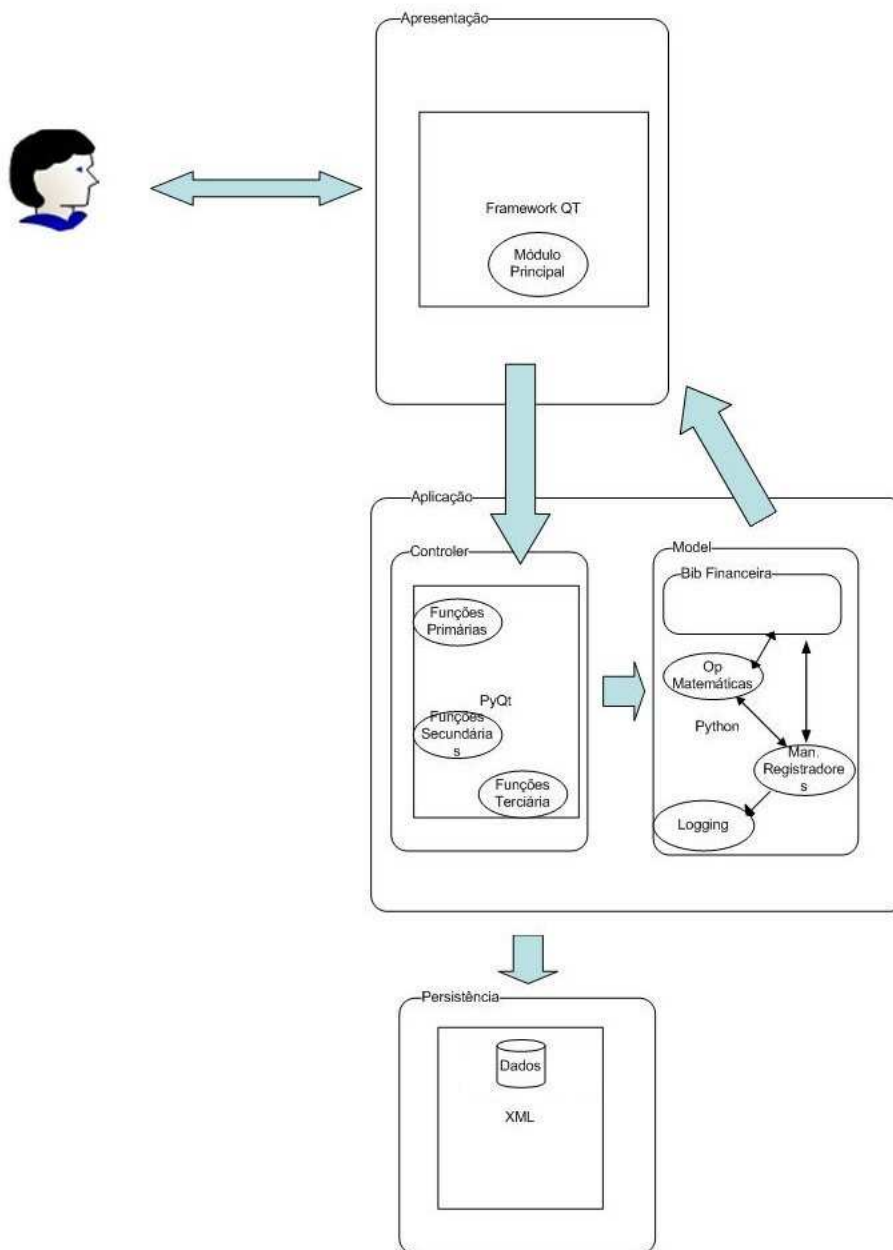 Apresentação
Framework QT
Módulo
Principal
Aplicação
Controler
Funções
Primárias
PyQt
Funções
Secundária
s
Funções
Terciária
Model
Bib Financeira
Op
Matemáticas
Python
Man.
Registradore
s
Logging
Persistência
Dados
XML